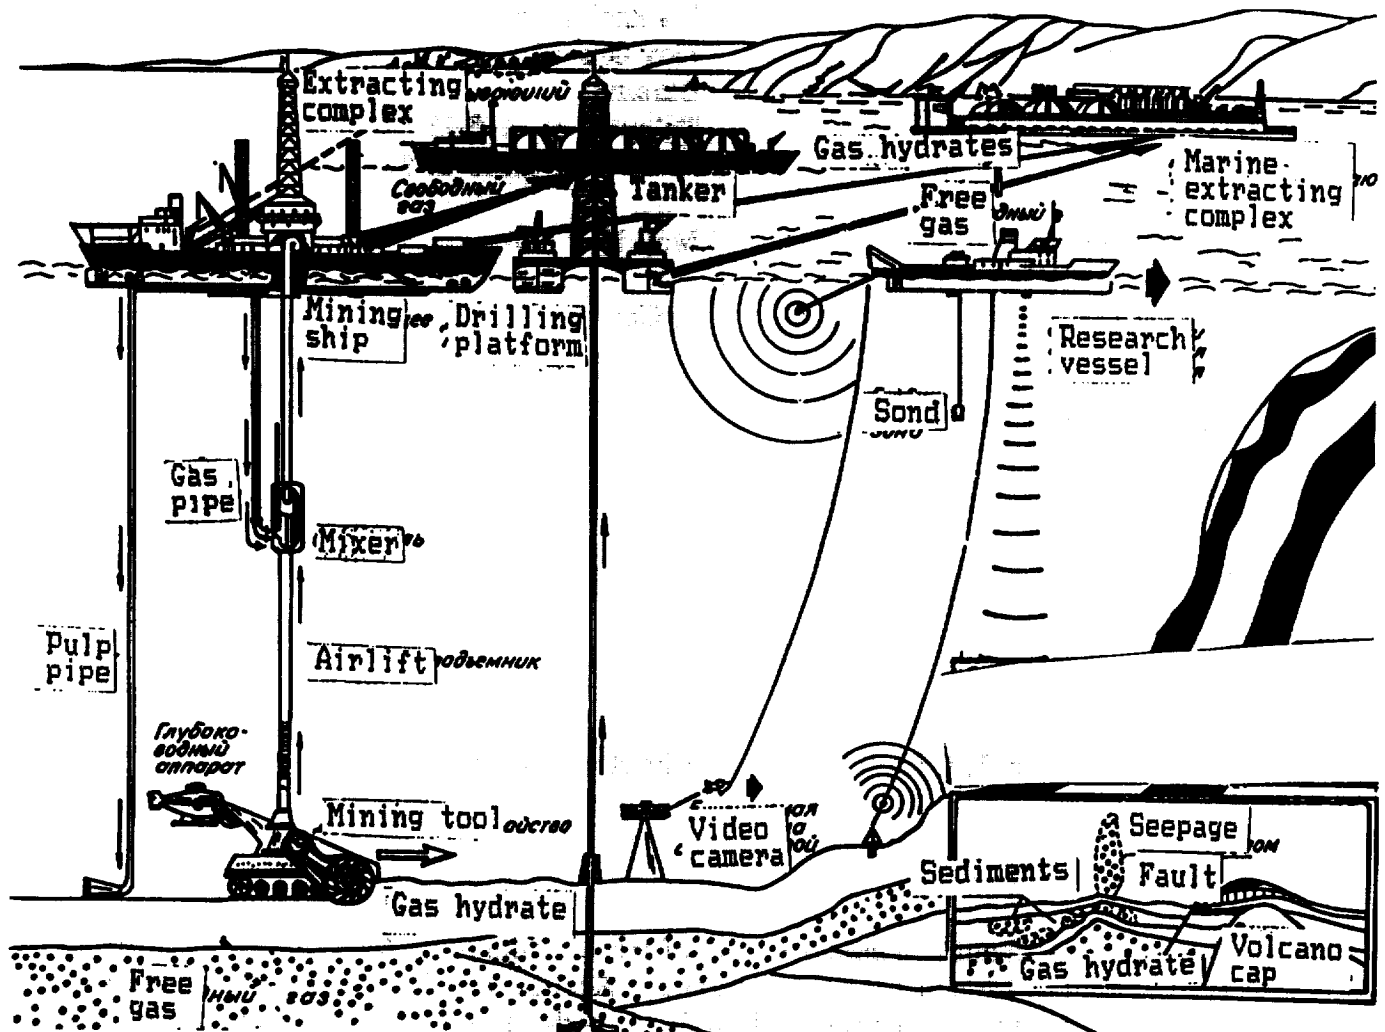 Extracting
complex
Gas hydrates
Marine
extracting
complex
Свободный
газ
Tanker
Free
gas
Mining
ship
Drilling
platform
Research
vessel
Sond
Gas
pipe
Mixer
Pulp
pipe
Airlift
Глубоко-
водный
аппарат
Mining tool
Video
camera
Seepage
Sediments
Fault
Gas hydrate
Volcano
cap
Gas hydrate
Free
gas
газ